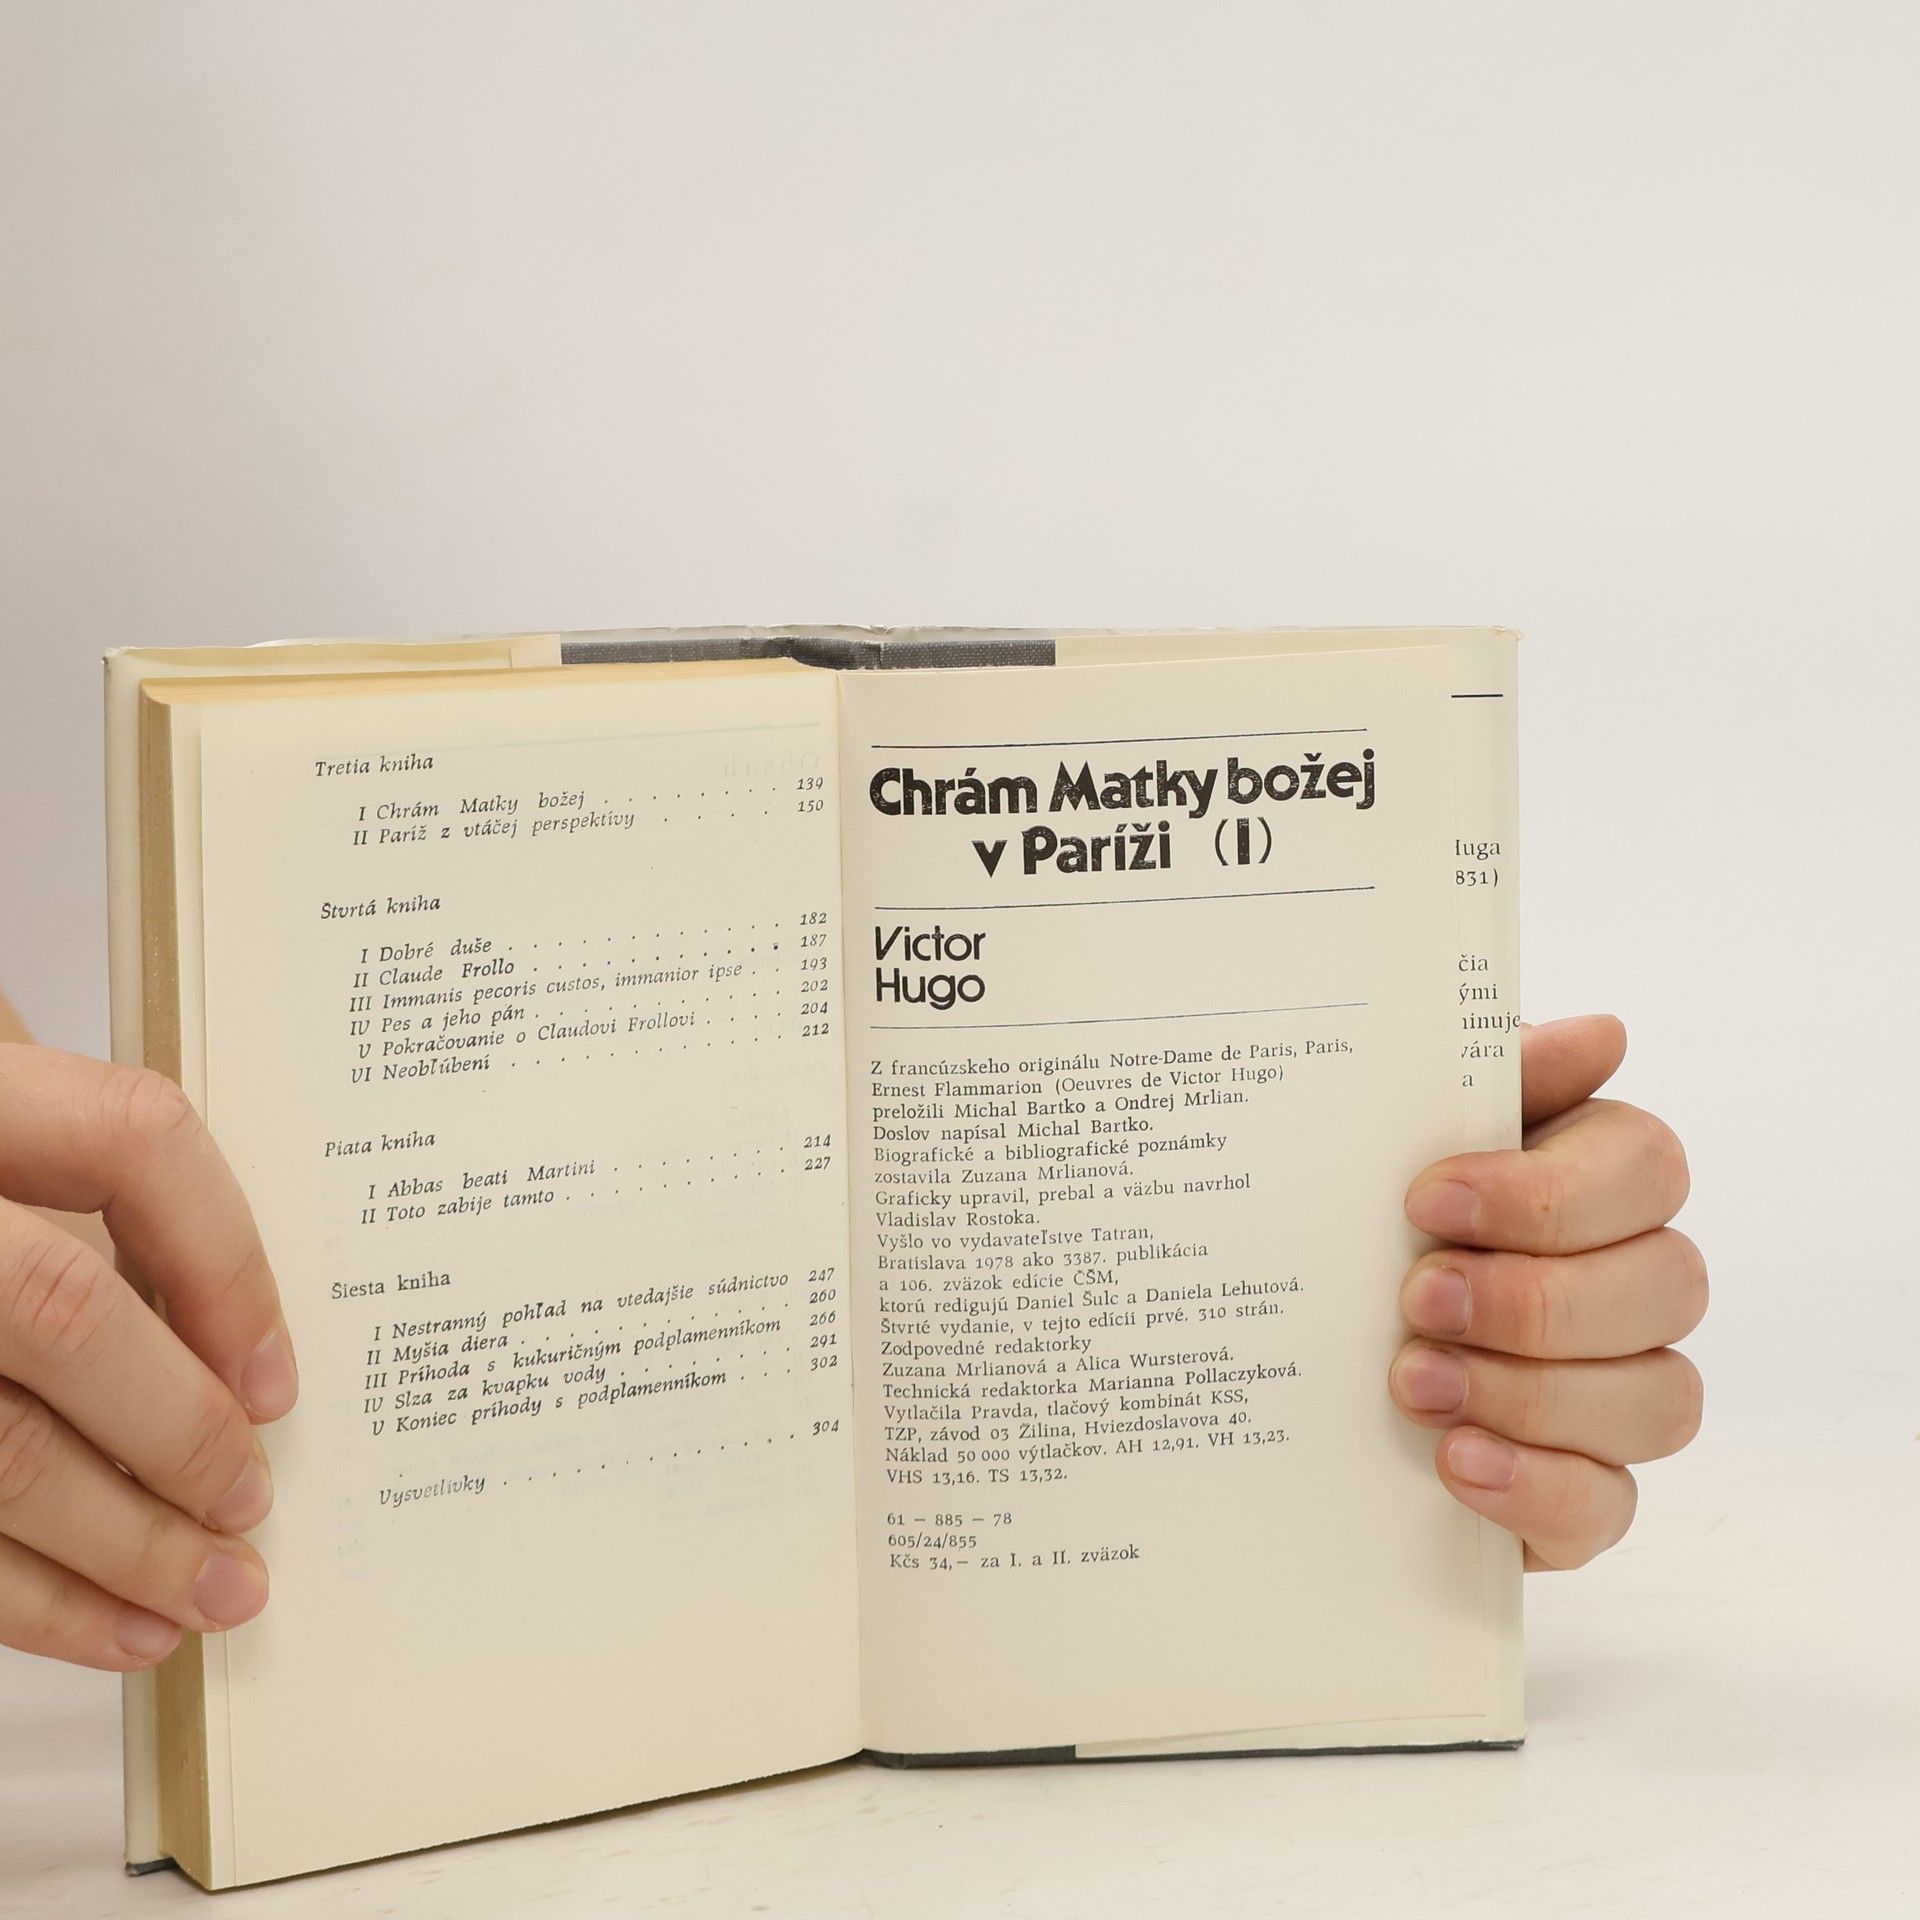 Tretia kniha
I Chrám Matky božej . . . . . . . . 139
II Paríž z vtáčej perspektívy . . . . 150
Štvrtá kniha
I Dobré duše . . . . . . . . . . . . 182
II Claude Frollo . . . . . . . . . . . 187
III Immanis pecoris custos, immanior ipse . . 193
IV Pes a jeho pán . . . . . . . . . . 202
V Pokračovanie o Claudovi Frollovi . . . . 204
VI Neobľúbení . . . . . . . . . . . . 212
Piata kniha
I Abbas beati Martini . . . . . . . . 214
II Toto zabije tamto . . . . . . . . . . 227
Šiesta kniha
I Nestranný pohľad na vtedajšie súdnictvo 247
II Myšia diera . . . . . . . . . . . 260
III Príhoda s kukuričným podplamenníkom 266
IV Slza za kvapku vody . . . . . . . . 291
V Koniec príhody s podplamenníkom . . . 302
Vysvetlivky . . . . . . . . . . . . 304
Chrám Matky božej
v Paríži (I)
Victor
Hugo
Z francúzskeho originálu Notre-Dame de Paris, Paris,
Ernest Flammarion (Oeuvres de Victor Hugo)
preložili Michal Bartko a Ondrej Mrlian.
Doslov napísal Michal Bartko.
Biografické a bibliografické poznámky
zostavila Zuzana Mrlianová.
Graficky upravil, prebal a väzbu navrhol
Vladislav Rostoka.
Vyšlo vo vydavateľstve Tatran,
Bratislava 1978 ako 3387. publikácia
a 106. zväzok edície ČŠM,
ktorú redigujú Daniel Šulc a Daniela Lehutová.
Štvrté vydanie, v tejto edícii prvé. 310 strán.
Zodpovedné redaktorky
Zuzana Mrlianová a Alica Wursterová.
Technická redaktorka Marianna Pollaczyková.
Vytlačila Pravda, tlačový kombinát KSS,
TZP, závod 03 Žilina, Hviezdoslavova 40.
Náklad 50 000 výtlačkov. AH 12,91. VH 13,23.
VHS 13,16. TS 13,32.
61 — 885 — 78
605/24/855
Kčs 34,— za I. a II. zväzok
Huga
831)
čia
ými
ninuje
vára
a